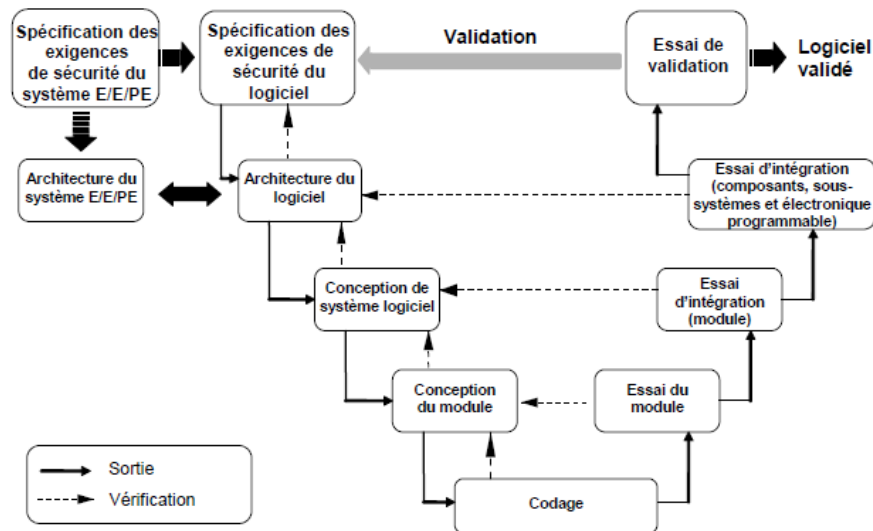 Spécification des
exigences
de sécurité du
système E/E/PE
Spécification des
exigences de
sécurité du
logiciel
Validation
Essai de
validation
Logiciel
validé
Architecture du
système E/E/PE
Architecture du
logiciel
Essai d'intégration
(composants, sous-
systèmes et électronique
programmable)
Conception de
système logiciel
Essai
d'intégration
(module)
Conception
du module
Essai du
module
Codage
Sortie
Vérification